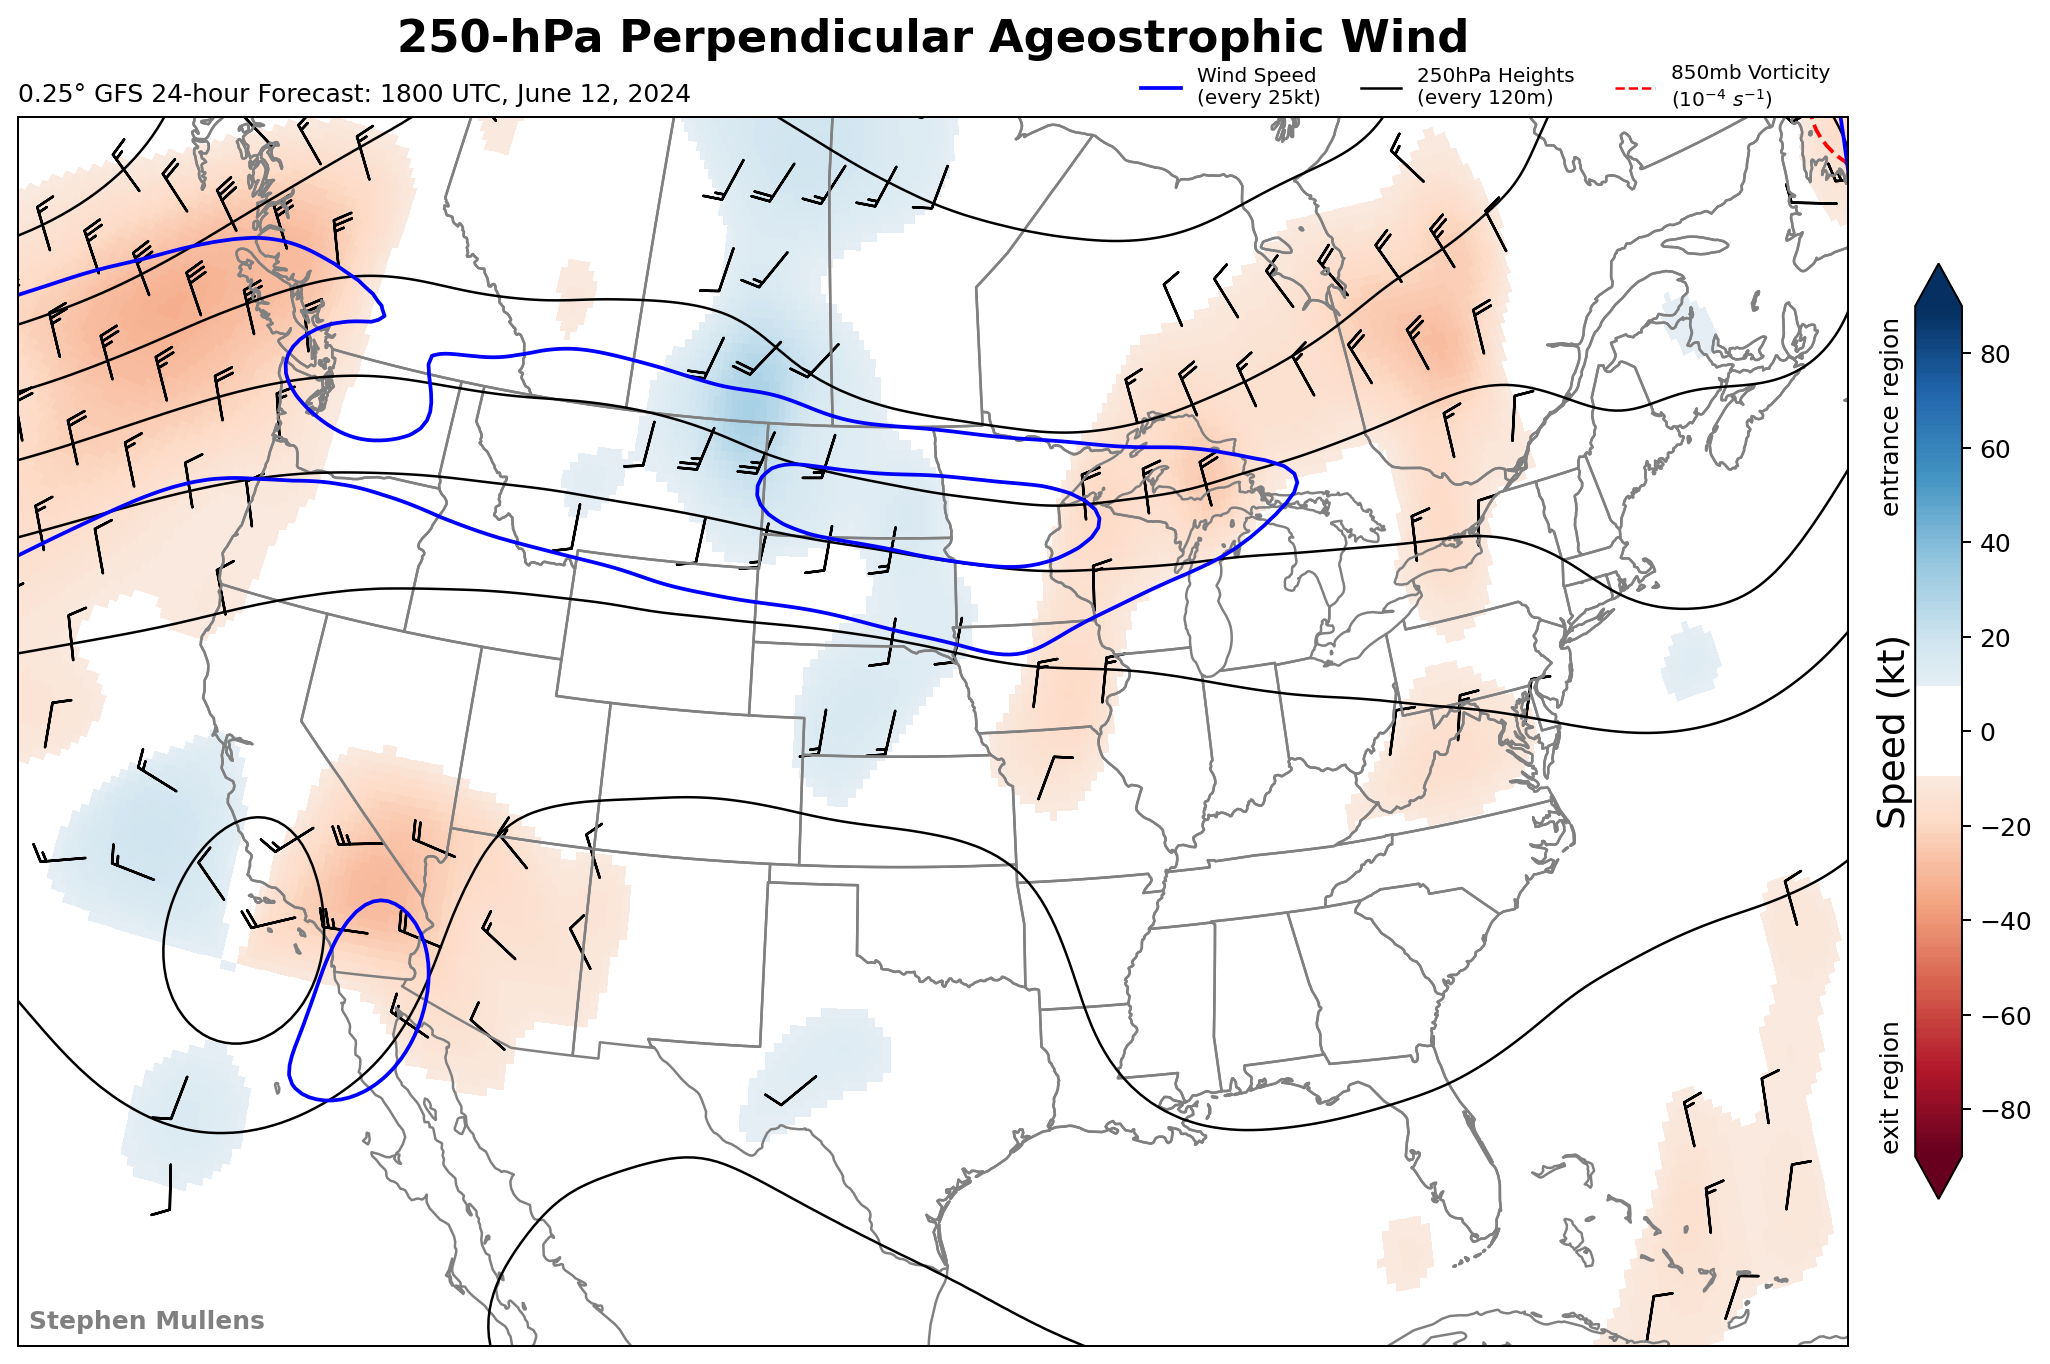 250-hPa Perpendicular Ageostrophic Wind
0.25° GFS 24-hour Forecast: 1800 UTC, June 12, 2024
Wind Speed
(every 25kt)
250hPa Heights
(every 120m)
850mb Vorticity
(10⁻⁴ s⁻¹)
entrance region
Speed (kt)
exit region
80
60
40
20
0
−20
−40
−60
−80
Stephen Mullens